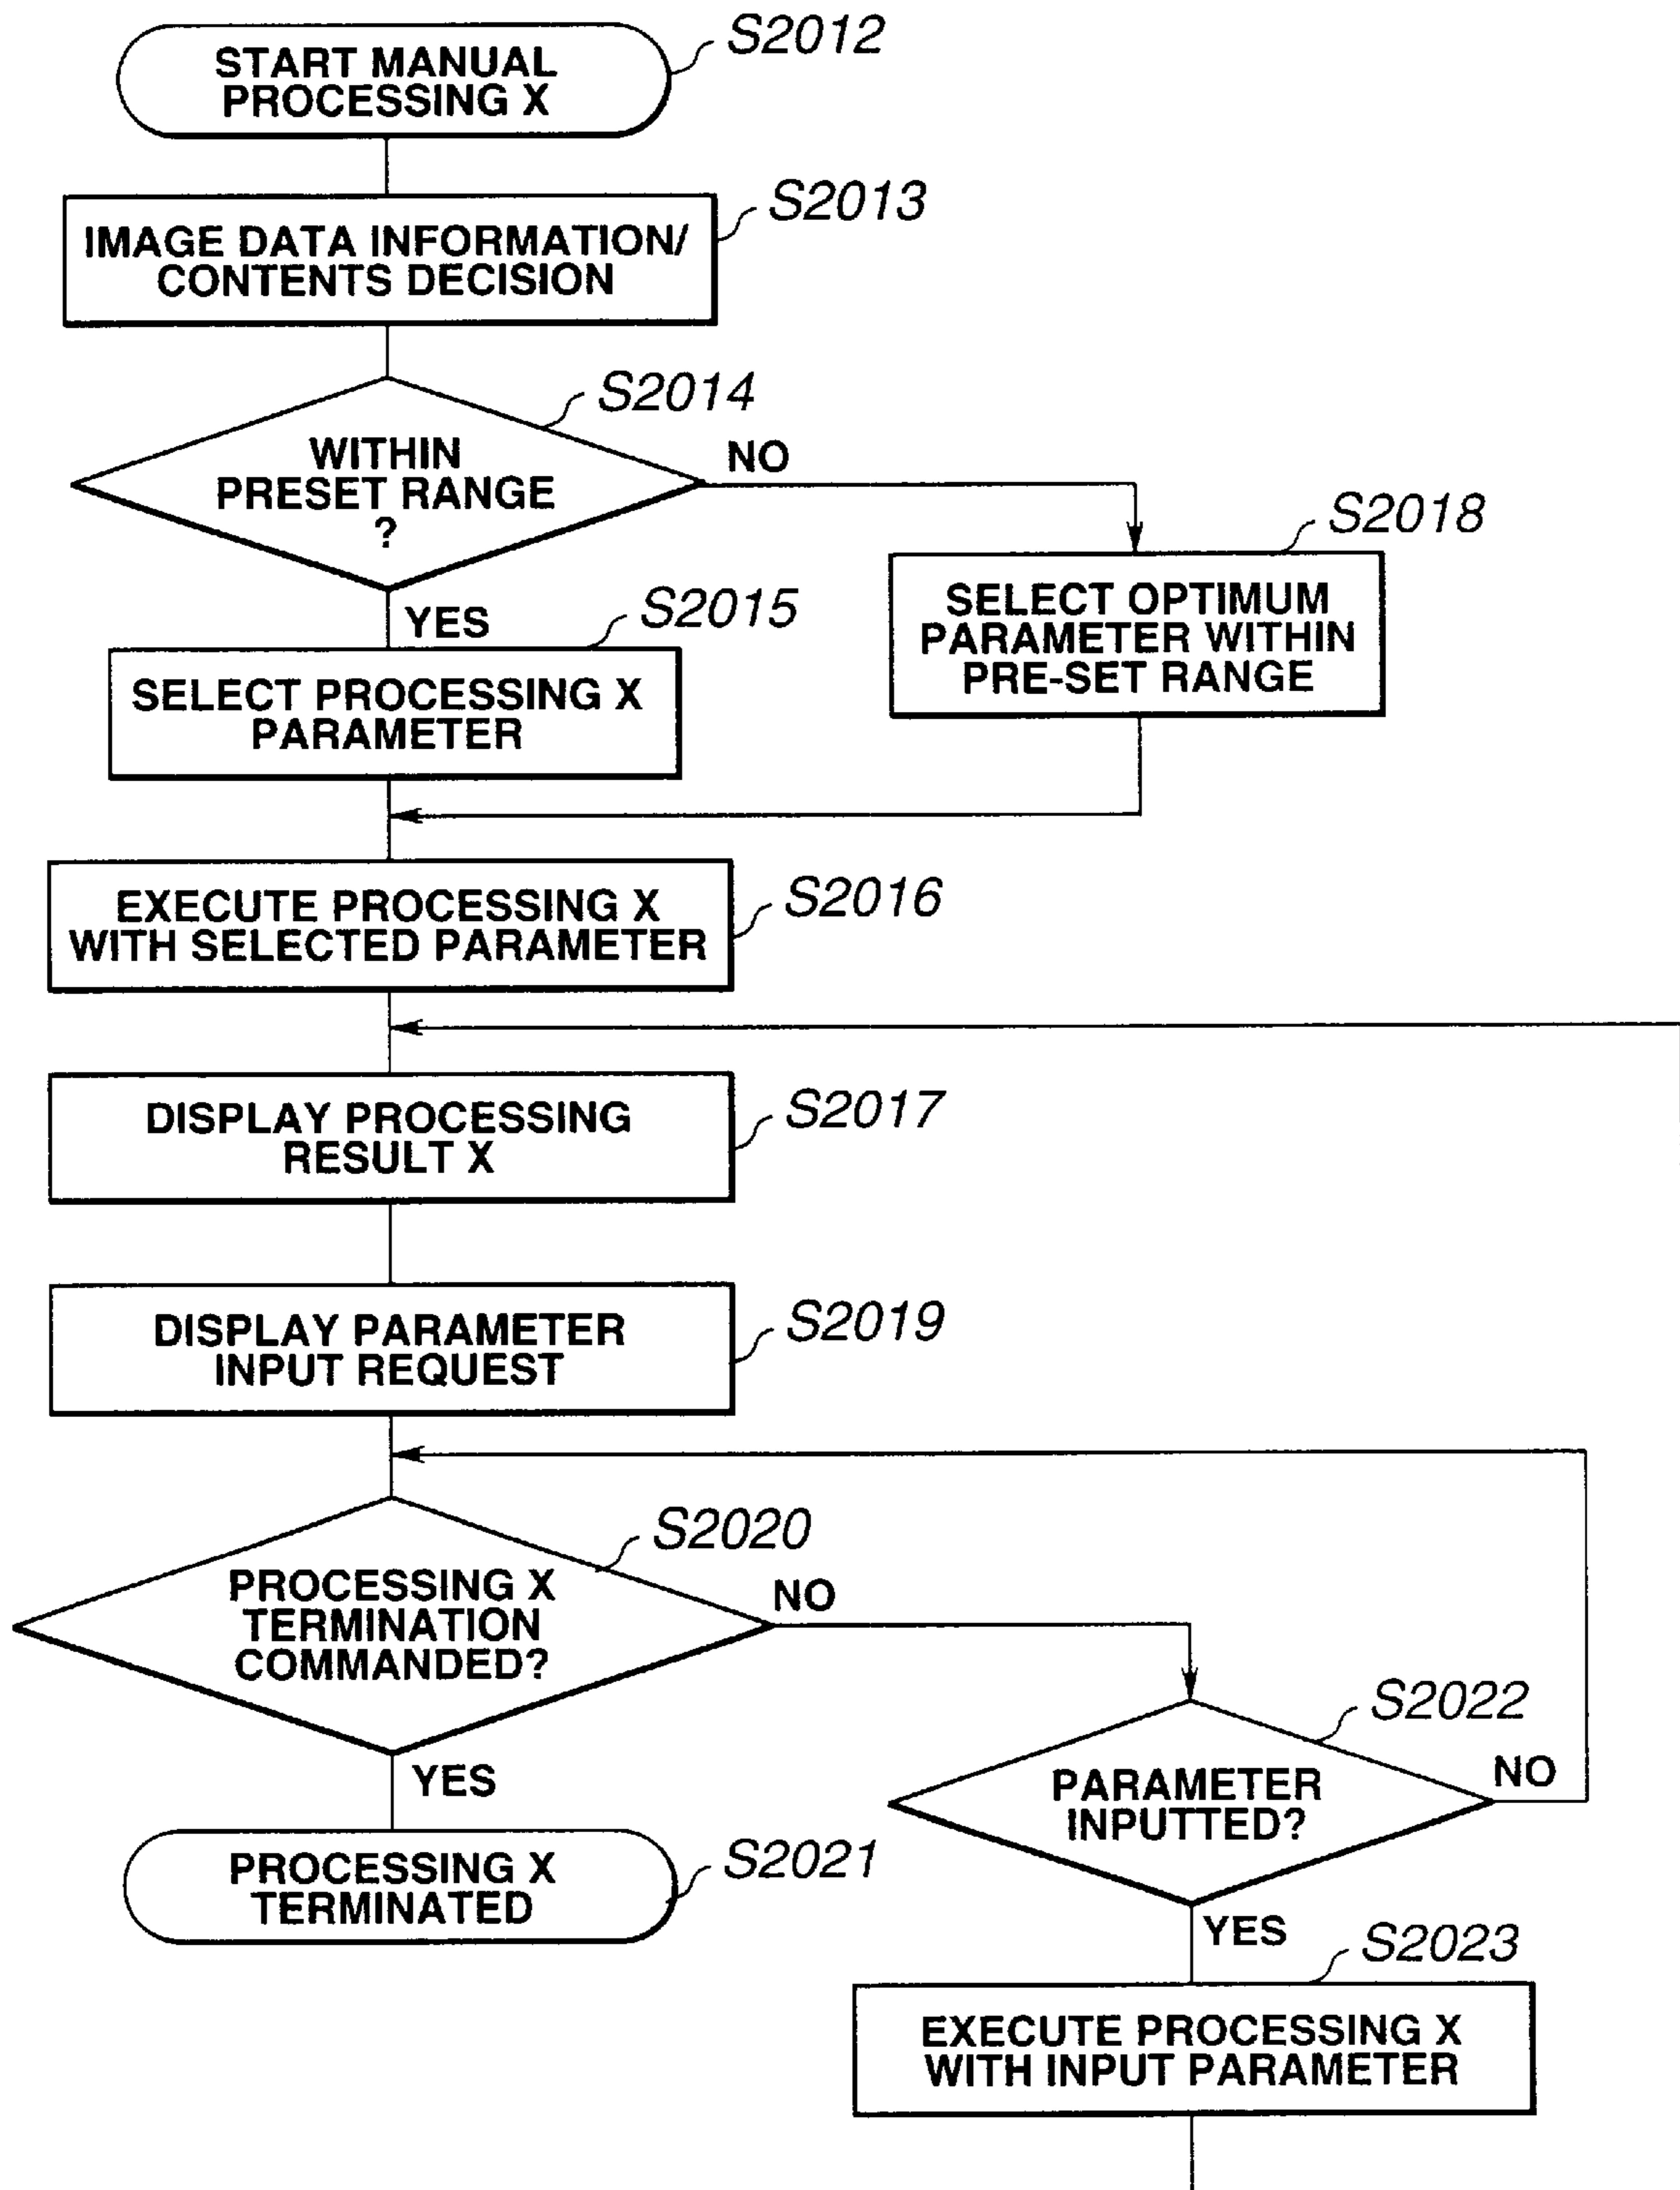 S2012
START MANUAL
PROCESSING X
S2013
IMAGE DATA INFORMATION/
CONTENTS DECISION
S2014
WITHIN
PRESET RANGE
?
NO
S2018
SELECT OPTIMUM
PARAMETER WITHIN
PRE-SET RANGE
YES
S2015
SELECT PROCESSING X
PARAMETER
S2016
EXECUTE PROCESSING X
WITH SELECTED PARAMETER
S2017
DISPLAY PROCESSING
RESULT X
S2019
DISPLAY PARAMETER
INPUT REQUEST
S2020
PROCESSING X
TERMINATION
COMMANDED?
NO
YES
S2021
PROCESSING X
TERMINATED
S2022
PARAMETER
INPUTTED?
NO
YES
S2023
EXECUTE PROCESSING X
WITH INPUT PARAMETER